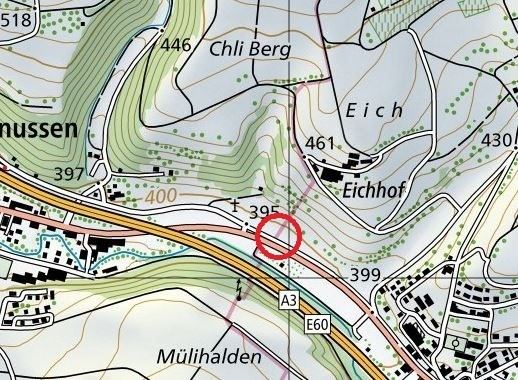 518
446
Chli Berg
Eich
nussen
461
430
397
400
Eichhof
395
399
A3
E60
Mülihalden